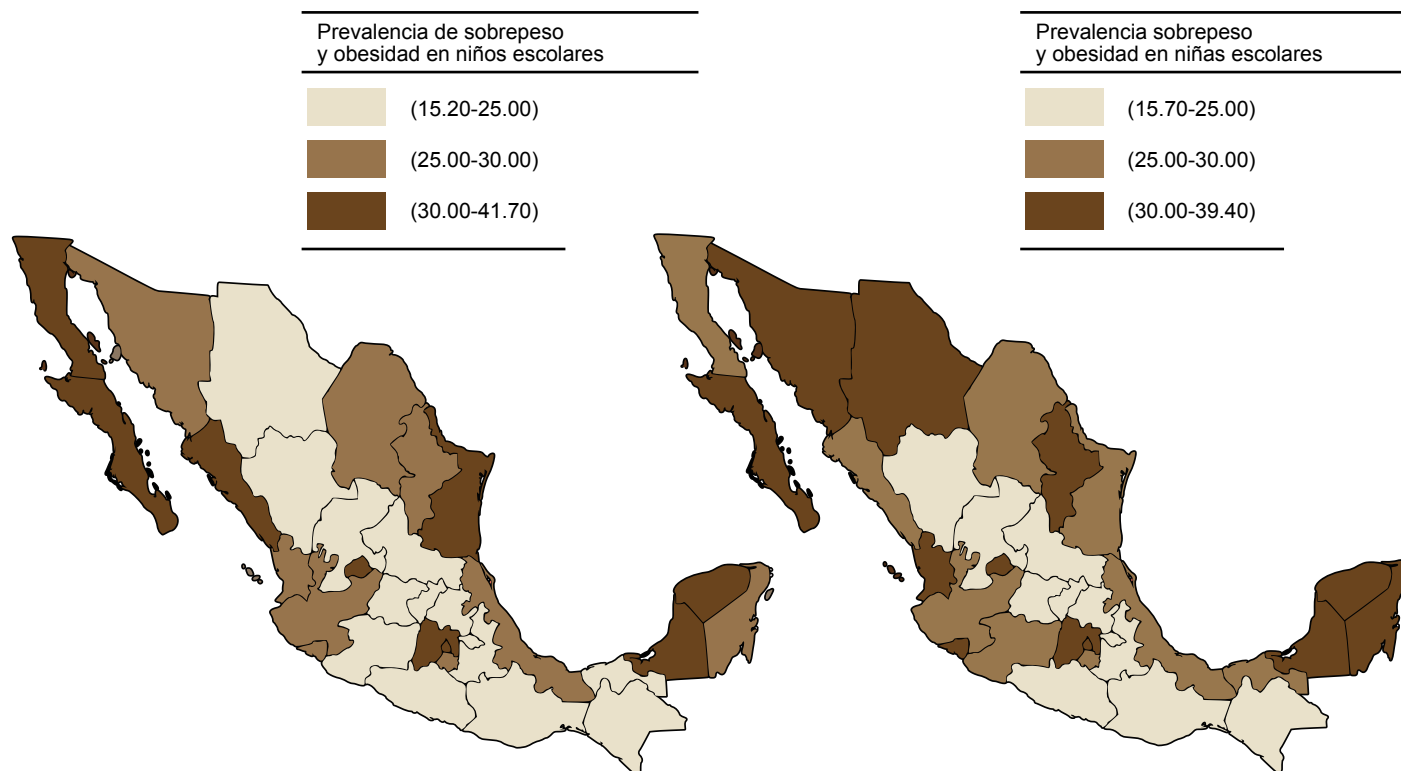 Prevalencia de sobrepeso
y obesidad en niños escolares
(15.20-25.00)
(25.00-30.00)
(30.00-41.70)
Prevalencia sobrepeso
y obesidad en niñas escolares
(15.70-25.00)
(25.00-30.00)
(30.00-39.40)